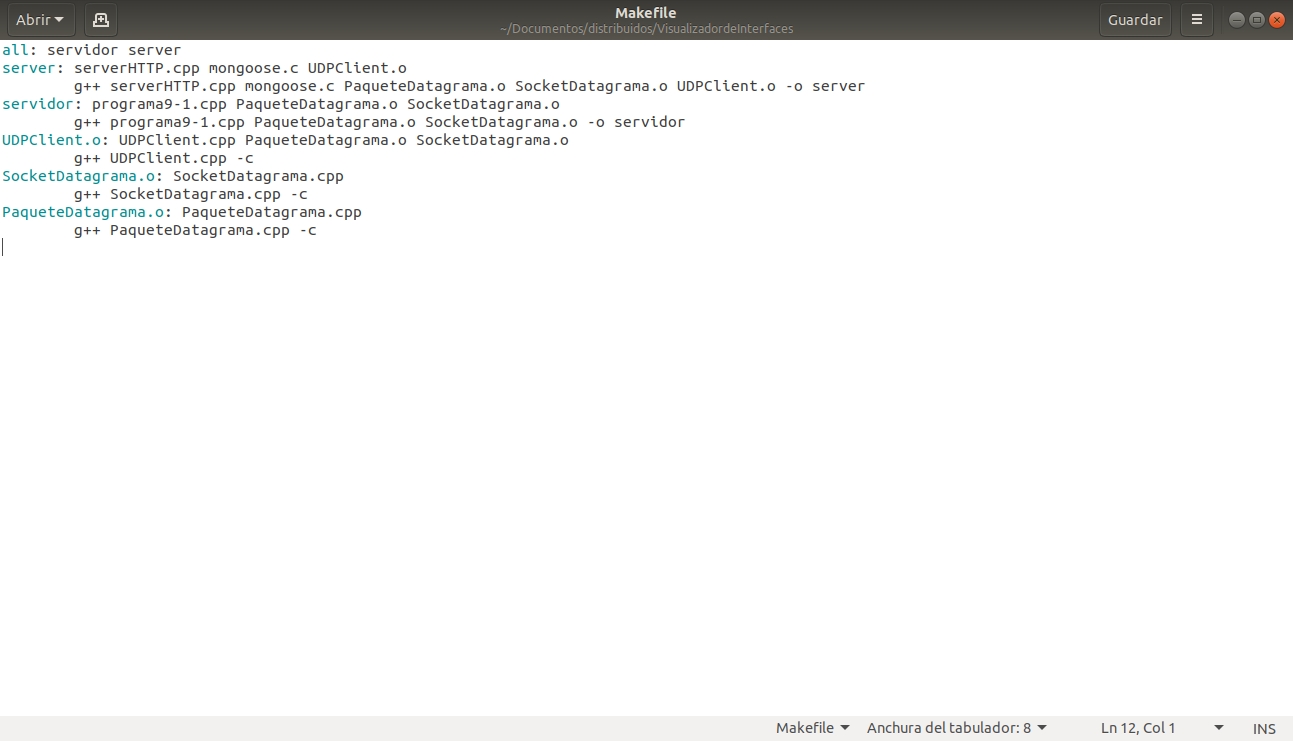 Abrir
Makefile
~/Documentos/distribuidos/VisualizadordeInterfaces
Guardar
all: servidor server
server: serverHTTP.cpp mongoose.c UDPClient.o
        g++ serverHTTP.cpp mongoose.c PaqueteDatagrama.o SocketDatagrama.o UDPClient.o -o server
servidor: programa9-1.cpp PaqueteDatagrama.o SocketDatagrama.o
        g++ programa9-1.cpp PaqueteDatagrama.o SocketDatagrama.o -o servidor
UDPClient.o: UDPClient.cpp PaqueteDatagrama.o SocketDatagrama.o
        g++ UDPClient.cpp -c
SocketDatagrama.o: SocketDatagrama.cpp
        g++ SocketDatagrama.cpp -c
PaqueteDatagrama.o: PaqueteDatagrama.cpp
        g++ PaqueteDatagrama.cpp -c
Makefile Anchura del tabulador: 8 Ln 12, Col 1 INS